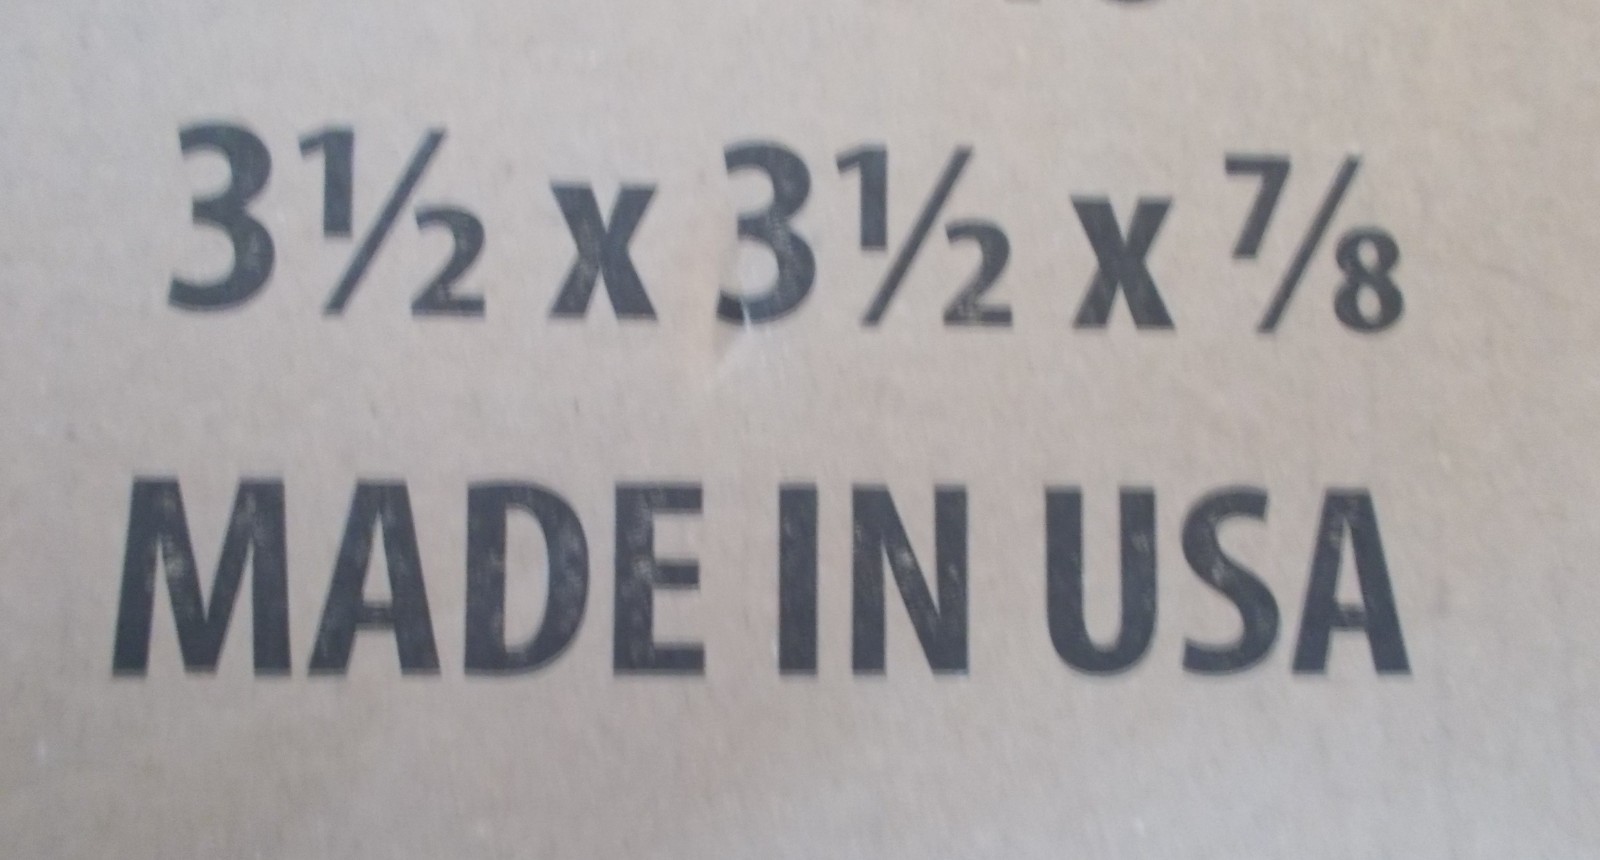 3½ x 3½ x ⅞
MADE IN USA